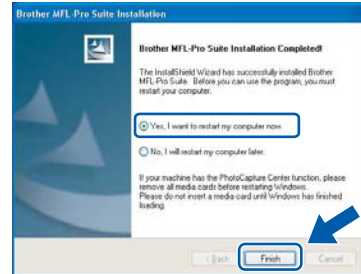 Brother MFL-Pro Suite Installation
Brother MFL-Pro Suite Installation Completed!
The InstallShield Wizard has successfully installed Brother
MFL-Pro Suite. Before you can use the program, you must
restart your computer.
Yes, I want to restart my computer now.
No, I will restart my computer later.
If your machine has the PhotoCapture Center function, please
remove all media cards before restarting Windows.
Please do not insert a media card until Windows has finished
loading.
< Back Finish Cancel